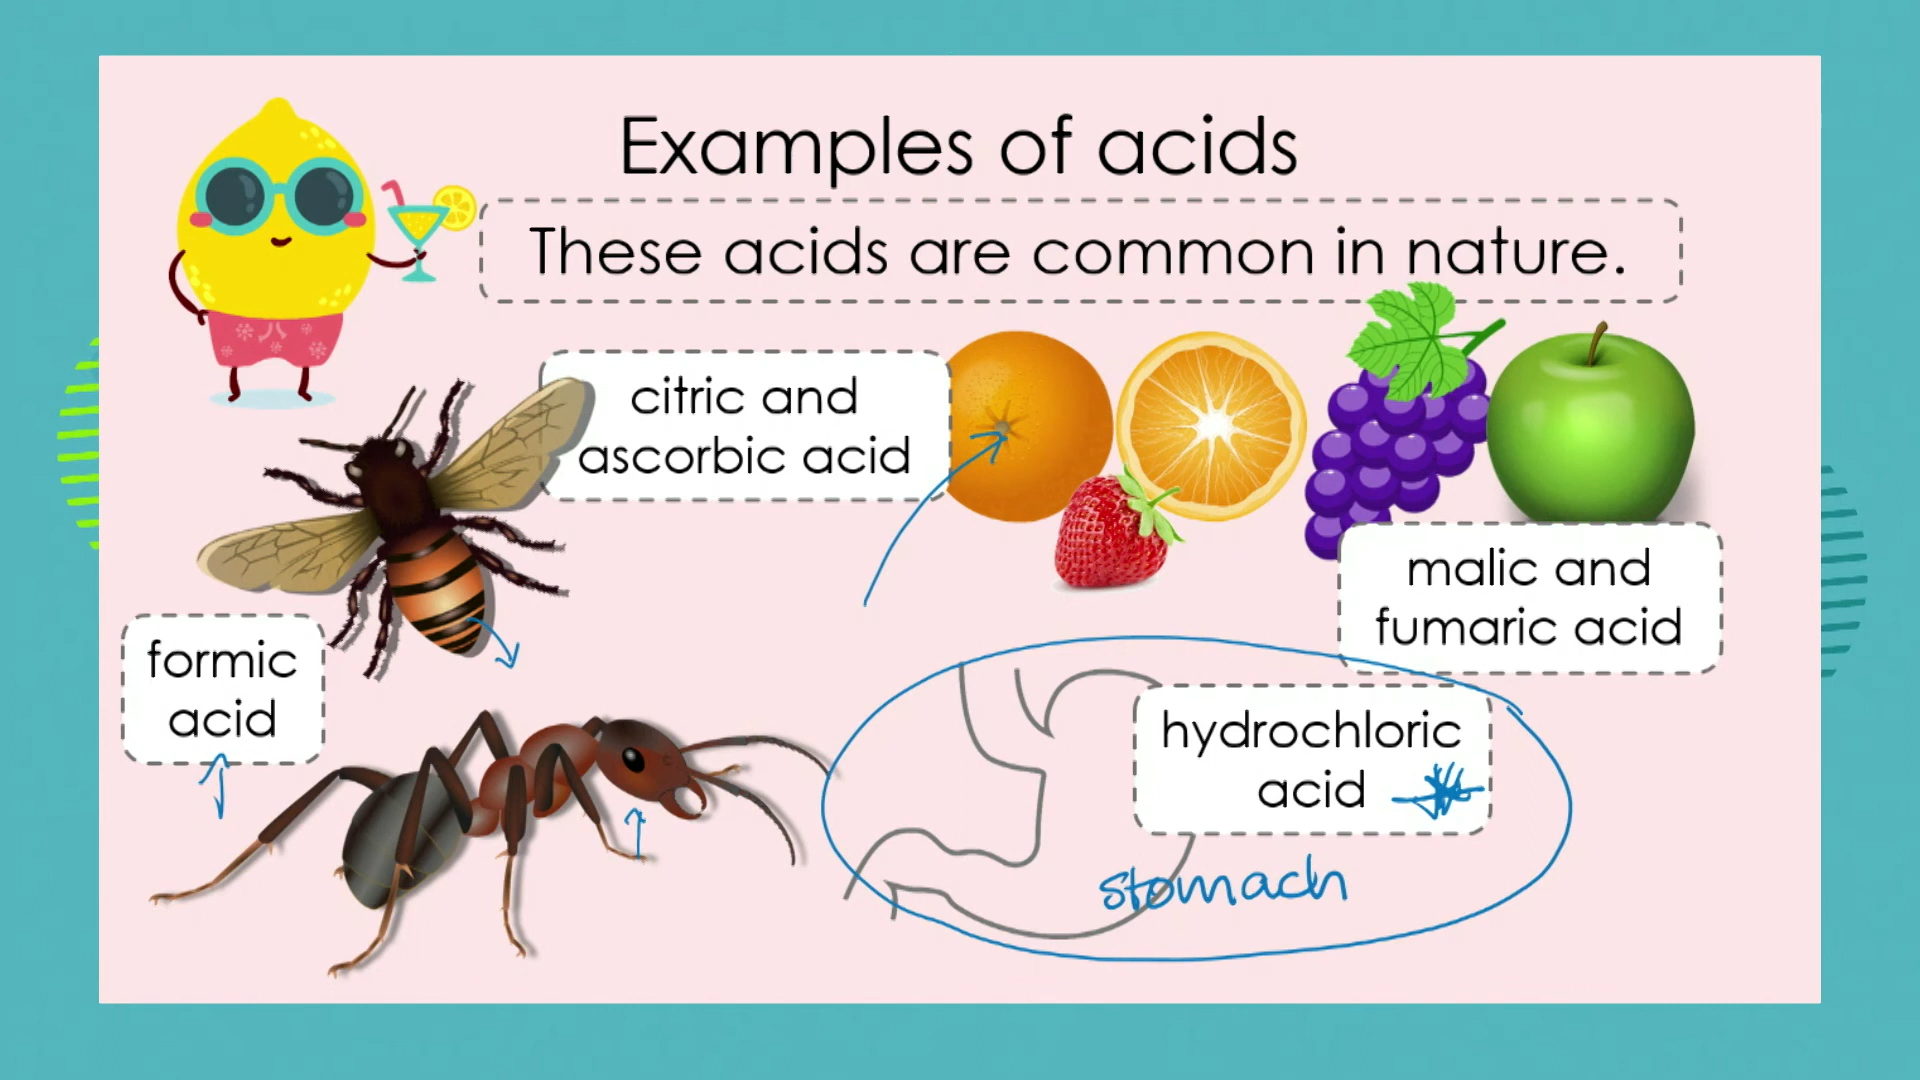 Examples of acids
These acids are common in nature.
citric and
ascorbic acid
malic and
fumaric acid
formic
acid
hydrochloric
acid
stomach